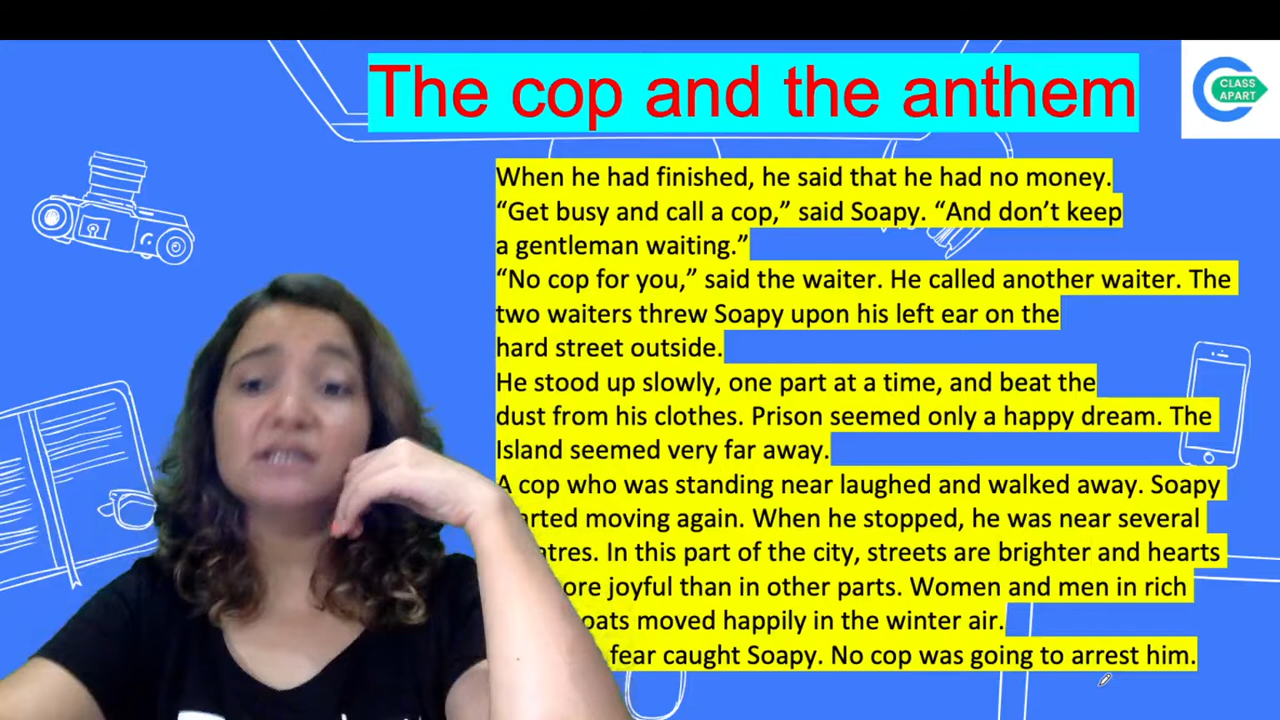 The cop and the anthem
CLASS
APART
When he had finished, he said that he had no money.
“Get busy and call a cop,” said Soapy. “And don’t keep
a gentleman waiting.”
“No cop for you,” said the waiter. He called another waiter. The
two waiters threw Soapy upon his left ear on the
hard street outside.
He stood up slowly, one part at a time, and beat the
dust from his clothes. Prison seemed only a happy dream. The
Island seemed very far away.
A cop who was standing near laughed and walked away. Soapy
moving again. When he stopped, he was near several
In this part of the city, streets are brighter and hearts
joyful than in other parts. Women and men in rich
moved happily in the winter air.
fear caught Soapy. No cop was going to arrest him.